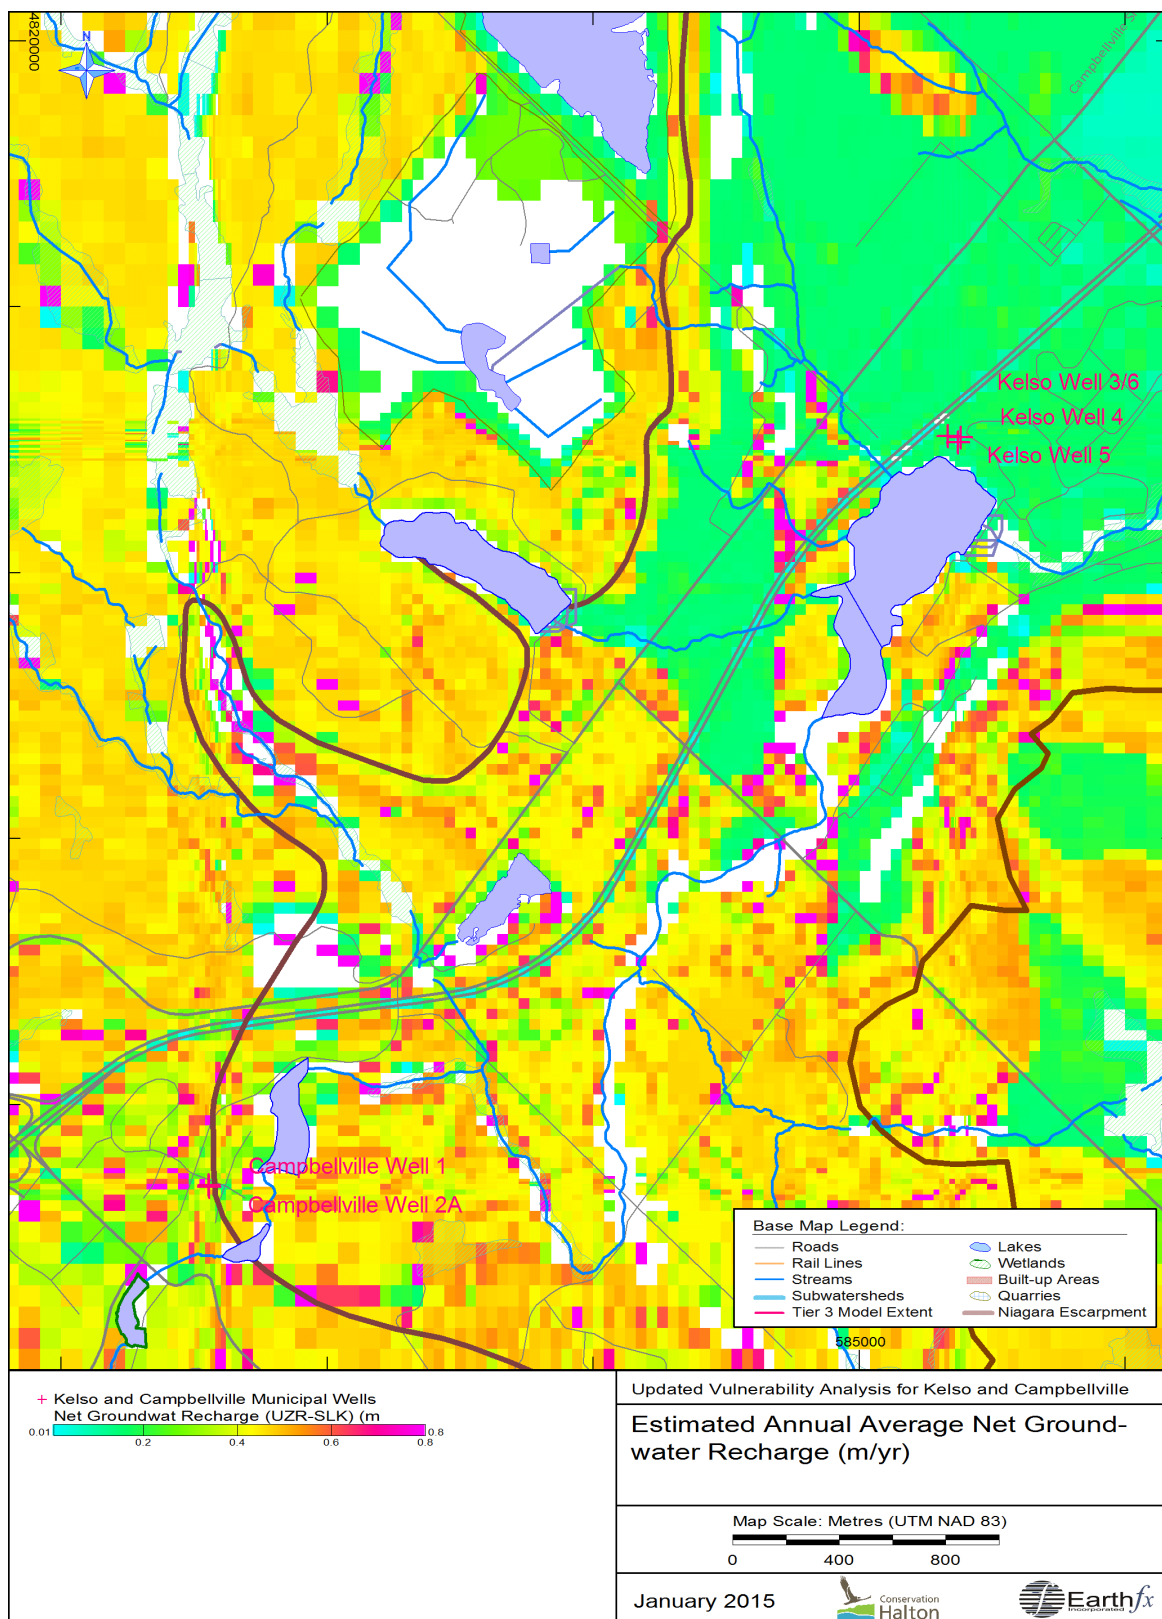 4820000
N
Campbellville
Kelso Well 3/6
Kelso Well 4
Kelso Well 5
Campbellville Well 1
Campbellville Well 2A
Base Map Legend:
Roads
Rail Lines
Streams
Subwatersheds
Tier 3 Model Extent
Lakes
Wetlands
Built-up Areas
Quarries
Niagara Escarpment
585000
Kelso and Campbellville Municipal Wells
Net Groundwat Recharge (UZR-SLK) (m
0.01
0.2
0.4
0.6
0.8
0.8
Updated Vulnerability Analysis for Kelso and Campbellville
Estimated Annual Average Net Ground-
water Recharge (m/yr)
Map Scale: Metres (UTM NAD 83)
0 400 800
January 2015
Conservation
Halton
Earthfx
Incorporated